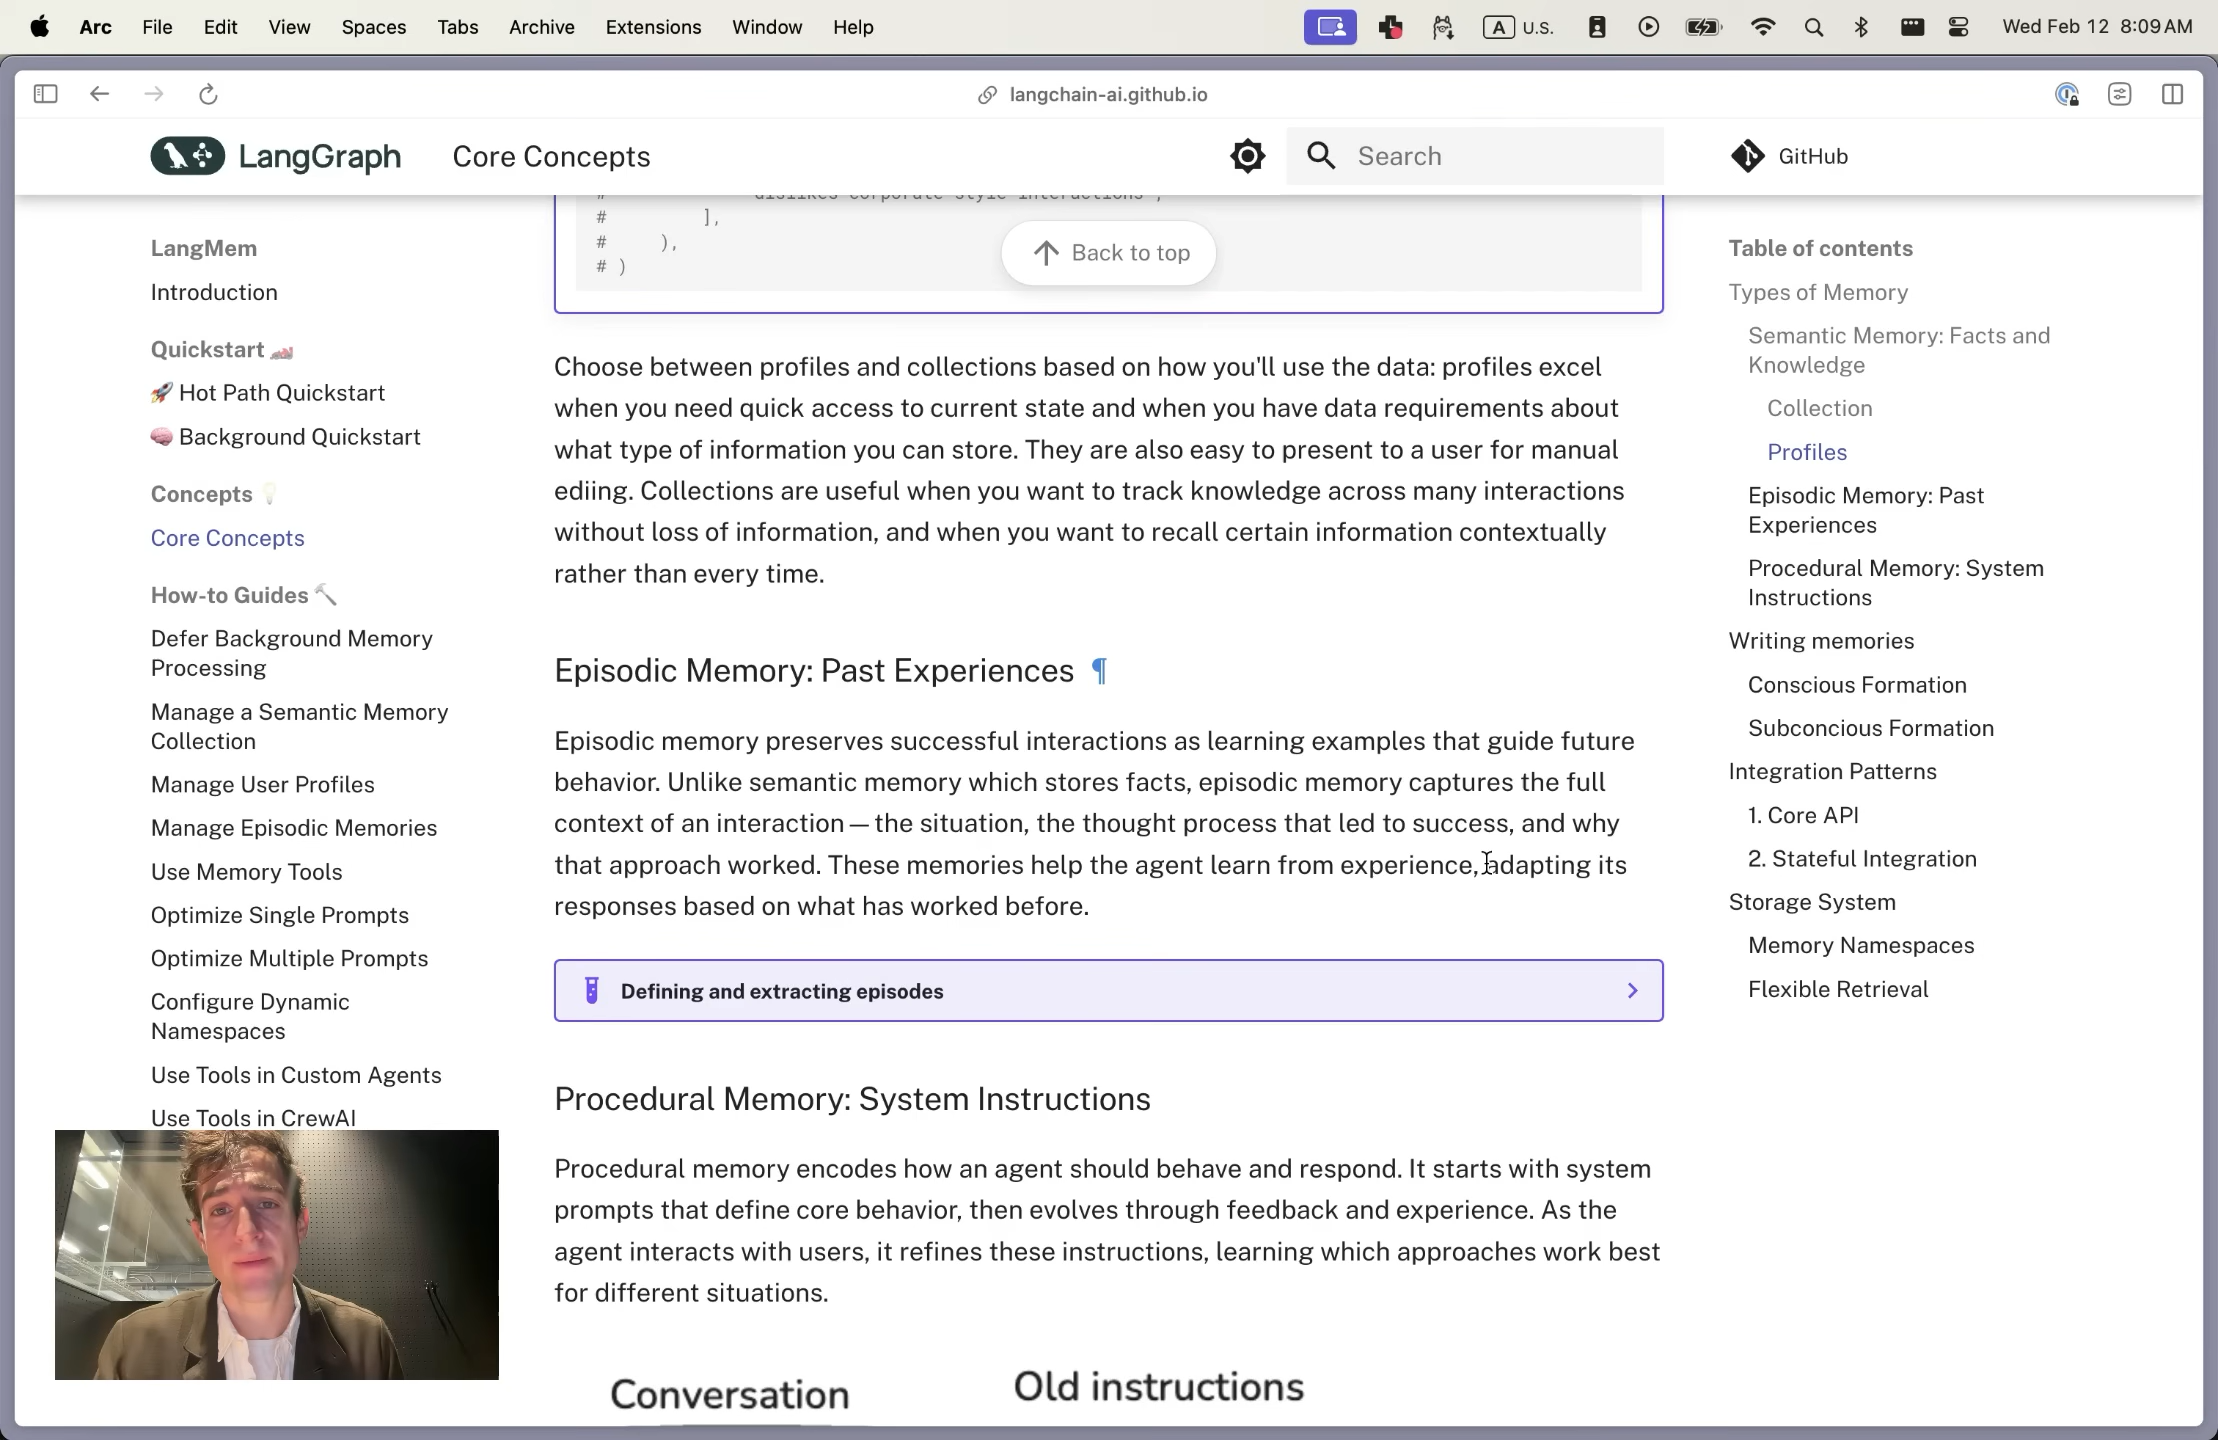 Arc File Edit View Spaces Tabs Archive Extensions Window Help A U.S. Wed Feb 12 8:09 AM
langchain-ai.github.io
LangGraph Core Concepts Search GitHub
LangMem
Introduction
Quickstart 🏎️
🚀 Hot Path Quickstart
🧠 Background Quickstart
Concepts 💡
Core Concepts
How-to Guides 🔨
Defer Background Memory
Processing
Manage a Semantic Memory
Collection
Manage User Profiles
Manage Episodic Memories
Use Memory Tools
Optimize Single Prompts
Optimize Multiple Prompts
Configure Dynamic
Namespaces
Use Tools in Custom Agents
Use Tools in CrewAI
# dislikes corporate style interactions",
# ],
# ),
# )
Back to top
Choose between profiles and collections based on how you'll use the data: profiles excel
when you need quick access to current state and when you have data requirements about
what type of information you can store. They are also easy to present to a user for manual
ediing. Collections are useful when you want to track knowledge across many interactions
without loss of information, and when you want to recall certain information contextually
rather than every time.
Episodic Memory: Past Experiences ¶
Episodic memory preserves successful interactions as learning examples that guide future
behavior. Unlike semantic memory which stores facts, episodic memory captures the full
context of an interaction—the situation, the thought process that led to success, and why
that approach worked. These memories help the agent learn from experience, adapting its
responses based on what has worked before.
Defining and extracting episodes
Procedural Memory: System Instructions
Procedural memory encodes how an agent should behave and respond. It starts with system
prompts that define core behavior, then evolves through feedback and experience. As the
agent interacts with users, it refines these instructions, learning which approaches work best
for different situations.
Conversation Old instructions
Table of contents
Types of Memory
Semantic Memory: Facts and
Knowledge
Collection
Profiles
Episodic Memory: Past
Experiences
Procedural Memory: System
Instructions
Writing memories
Conscious Formation
Subconcious Formation
Integration Patterns
1. Core API
2. Stateful Integration
Storage System
Memory Namespaces
Flexible Retrieval